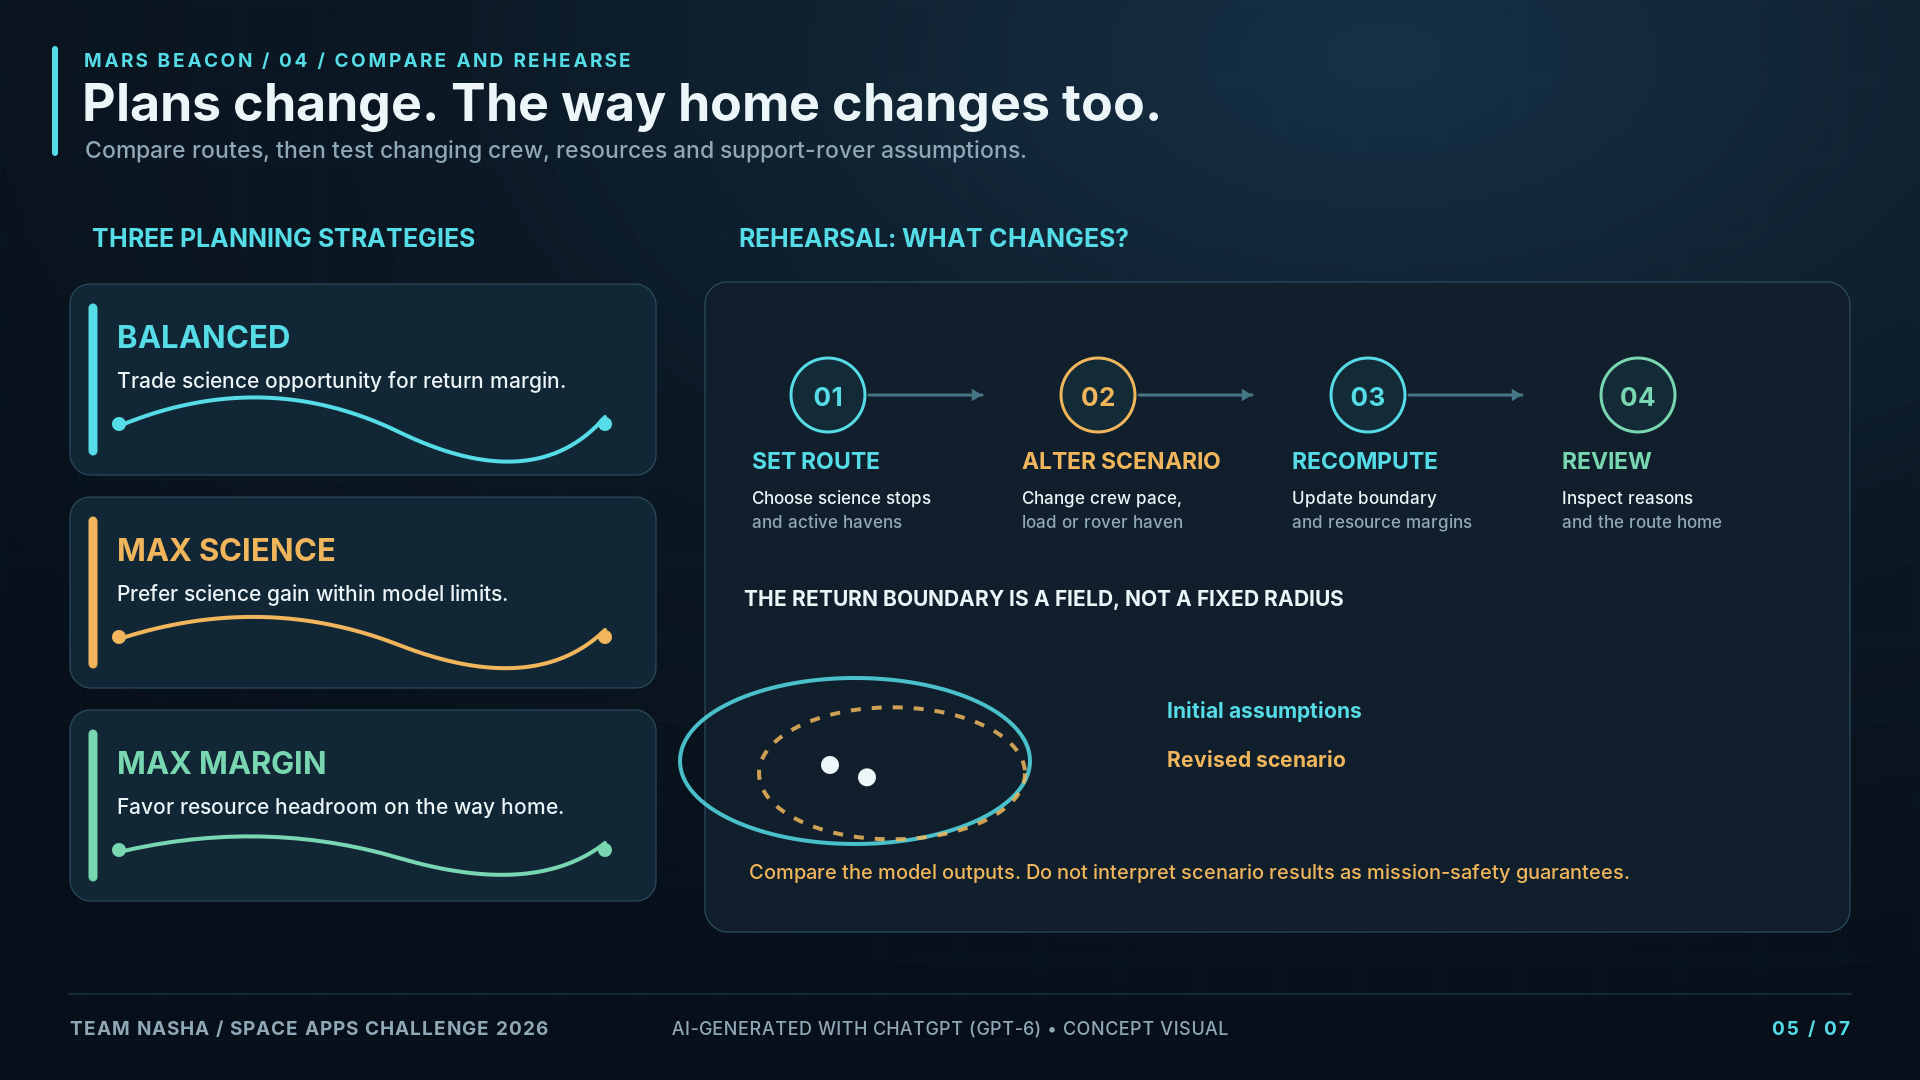 MARS BEACON / 04 / COMPARE AND REHEARSE
Plans change. The way home changes too.
Compare routes, then test changing crew, resources and support-rover assumptions.
THREE PLANNING STRATEGIES
BALANCED
Trade science opportunity for return margin.
MAX SCIENCE
Prefer science gain within model limits.
MAX MARGIN
Favor resource headroom on the way home.
REHEARSAL: WHAT CHANGES?
01
SET ROUTE
Choose science stops
and active havens
02
ALTER SCENARIO
Change crew pace,
load or rover haven
03
RECOMPUTE
Update boundary
and resource margins
04
REVIEW
Inspect reasons
and the route home
THE RETURN BOUNDARY IS A FIELD, NOT A FIXED RADIUS
Initial assumptions
Revised scenario
Compare the model outputs. Do not interpret scenario results as mission-safety guarantees.
TEAM NASHA / SPACE APPS CHALLENGE 2026
AI-GENERATED WITH CHATGPT (GPT-6) • CONCEPT VISUAL
05 / 07